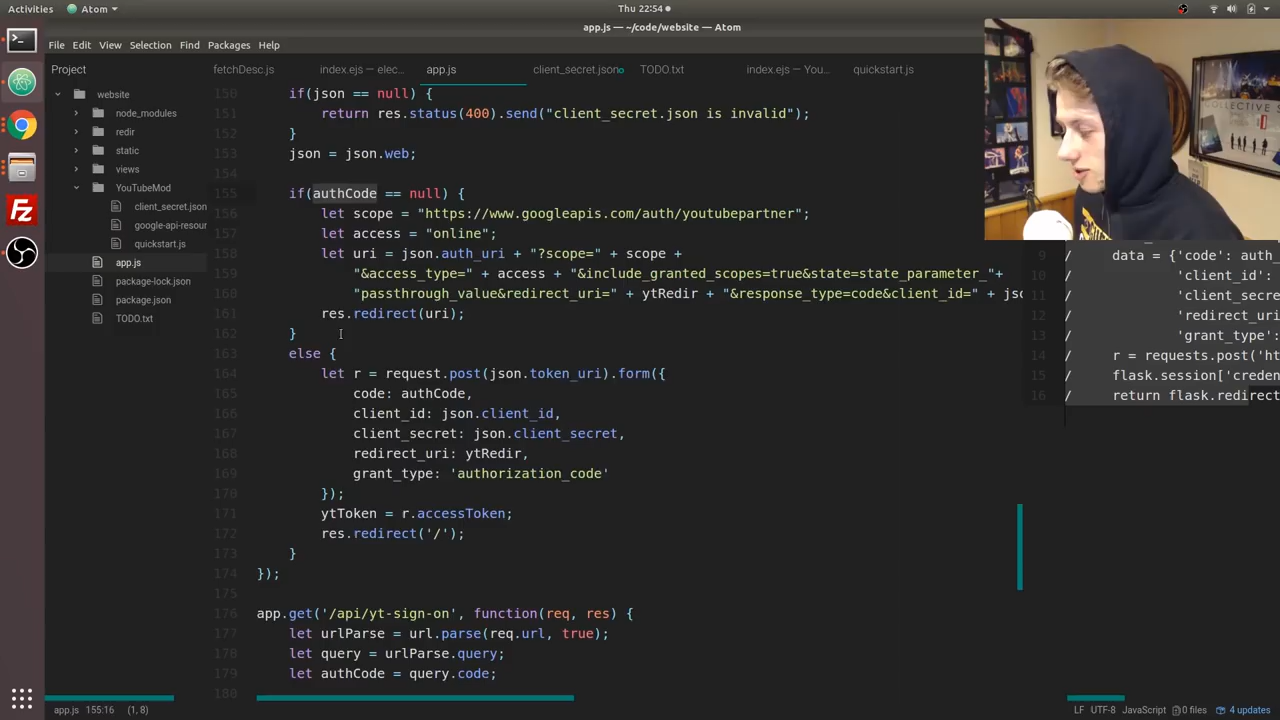 Activities
Atom
Thu 22:54
app.js — ~/code/website — Atom
File Edit View Selection Find Packages Help
Project
fetchDesc.js
index.ejs — elec...
app.js
client_secret.json
TODO.txt
index.ejs — You...
quickstart.js
website
node_modules
redir
static
views
YouTubeMod
client_secret.json
google-api-resour
quickstart.js
app.js
package-lock.json
package.json
TODO.txt
150 if(json == null) {
151 return res.status(400).send("client_secret.json is invalid");
152 }
153 json = json.web;
154
155 if(authCode == null) {
156 let scope = "https://www.googleapis.com/auth/youtubepartner";
157 let access = "online";
158 let uri = json.auth_uri + "?scope=" + scope +
159 "&access_type=" + access + "&include_granted_scopes=true&state=state_parameter_"+
160 "passthrough_value&redirect_uri=" + ytRedir + "&response_type=code&client_id=" + jso
161 res.redirect(uri);
162 }
163 else {
164 let r = request.post(json.token_uri).form({
165 code: authCode,
166 client_id: json.client_id,
167 client_secret: json.client_secret,
168 redirect_uri: ytRedir,
169 grant_type: 'authorization_code'
170 });
171 ytToken = r.accessToken;
172 res.redirect('/');
173 }
174 });
175
176 app.get('/api/yt-sign-on', function(req, res) {
177 let urlParse = url.parse(req.url, true);
178 let query = urlParse.query;
179 let authCode = query.code;
180
9 / data = {'code': auth_
10 / 'client_id':
11 / 'client_secre
12 / 'redirect_uri
13 / 'grant_type':
14 / r = requests.post('ht
15 / flask.session['creden
16 / return flask.redirect
COLLECTIVE S
app.js 155:16 (1, 8)
LF UTF-8 JavaScript 0 files 4 updates